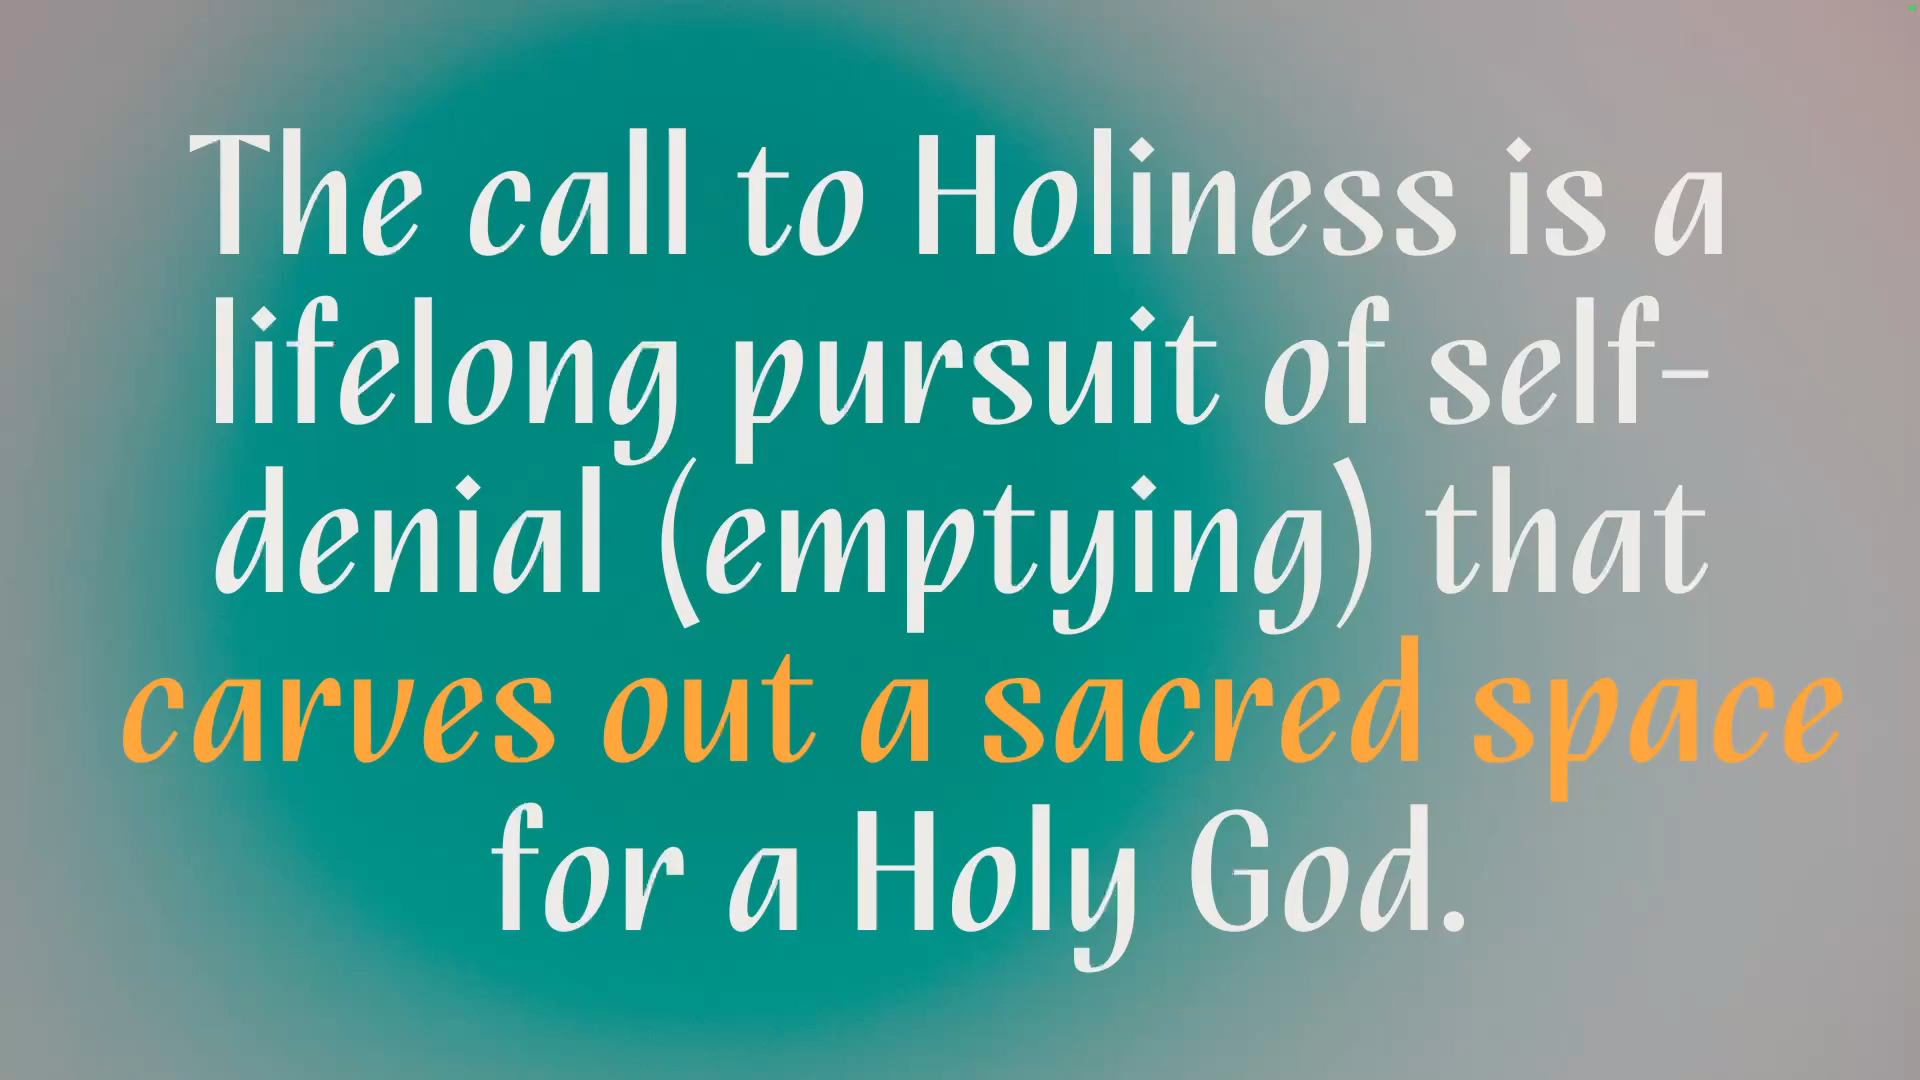 The call to Holiness is a
lifelong pursuit of self-
denial (emptying) that
carves out a sacred space
for a Holy God.